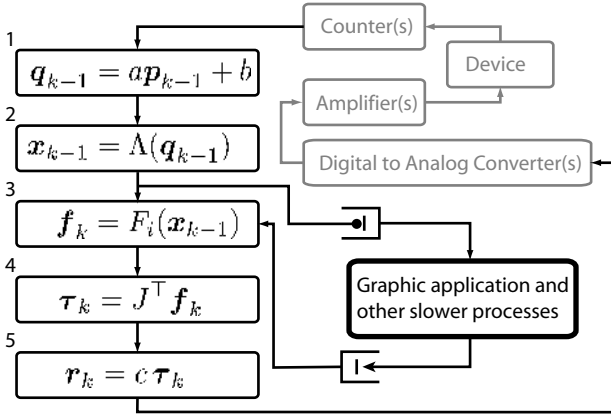 1
q_{k-1} = ap_{k-1} + b
2
x_{k-1} = Λ(q_{k-1})
3
f_k = F_i(x_{k-1})
4
τ_k = J^⊤ f_k
5
r_k = c τ_k
Counter(s)
Device
Amplifier(s)
Digital to Analog Converter(s)
Graphic application and
other slower processes